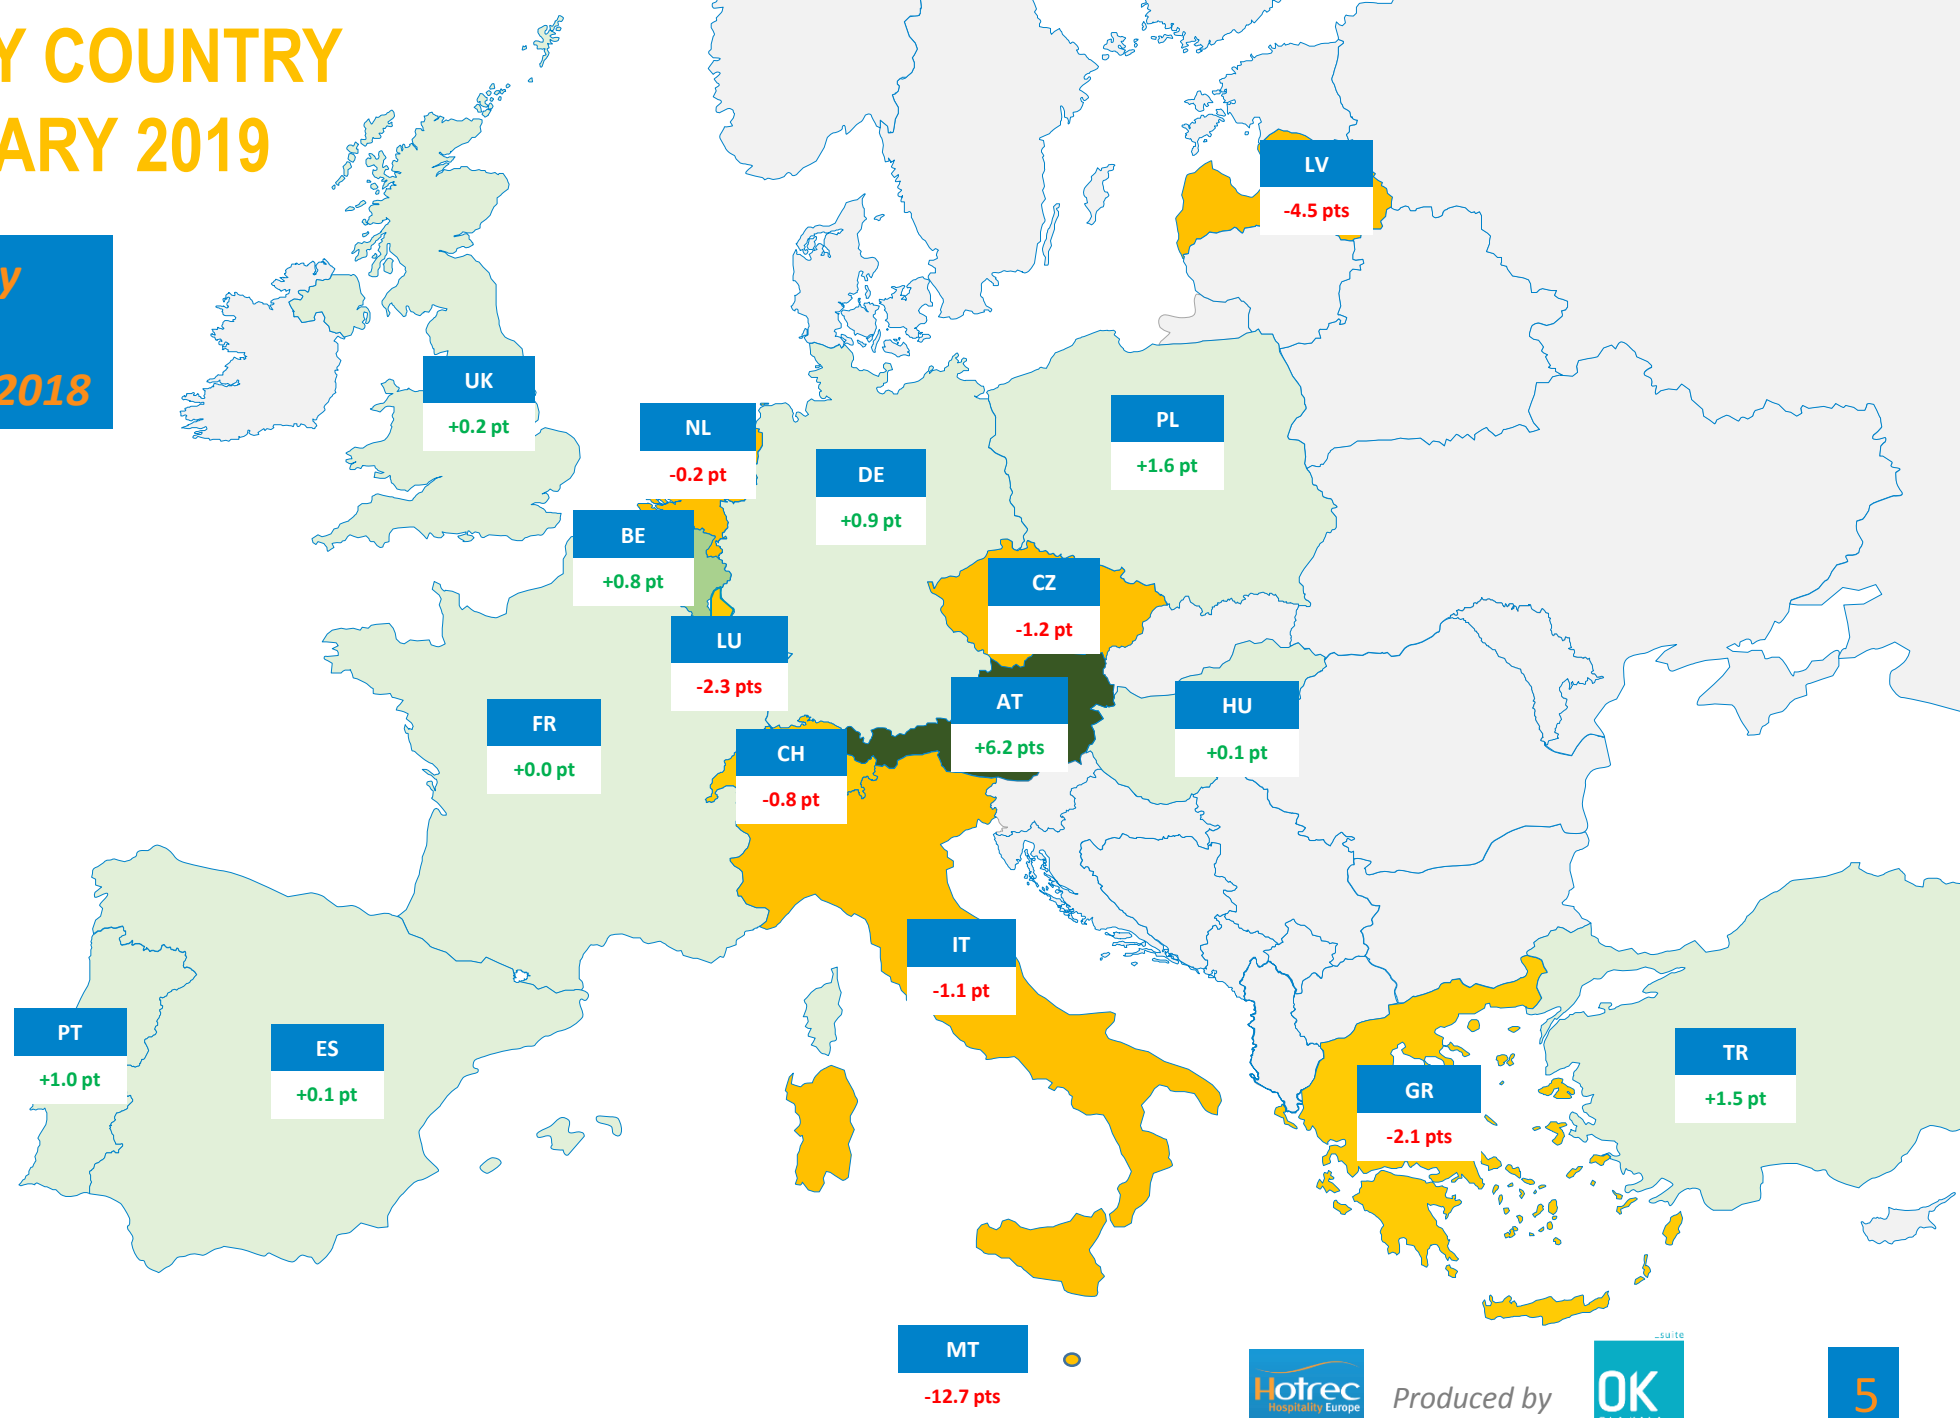 Y COUNTRY
ARY 2019
y
2018
LV
-4.5 pts
UK
+0.2 pt
NL
-0.2 pt
PL
+1.6 pt
DE
+0.9 pt
BE
+0.8 pt
CZ
-1.2 pt
LU
-2.3 pts
AT
+6.2 pts
HU
+0.1 pt
FR
+0.0 pt
CH
-0.8 pt
IT
-1.1 pt
PT
+1.0 pt
ES
+0.1 pt
TR
+1.5 pt
GR
-2.1 pts
MT
-12.7 pts
Hotrec
Hospitality Europe
Produced by
_suite
OK
5